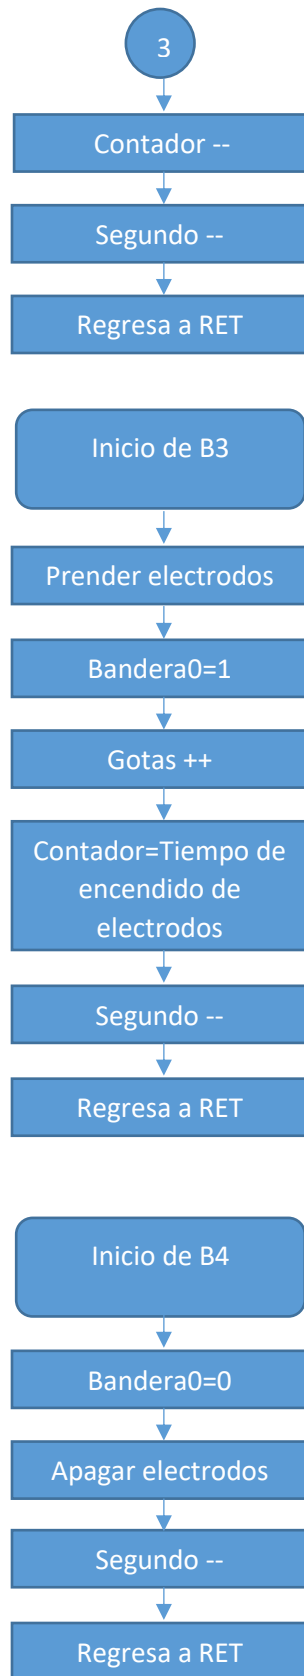 3
Contador --
Segundo --
Regresa a RET
Inicio de B3
Prender electrodos
Bandera0=1
Gotas ++
Contador=Tiempo de
encendido de
electrodos
Segundo --
Regresa a RET
Inicio de B4
Bandera0=0
Apagar electrodos
Segundo --
Regresa a RET